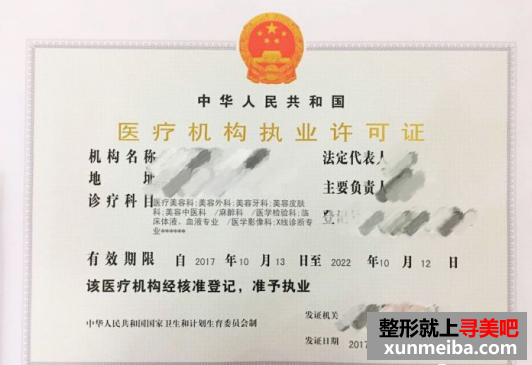 中华人民共和国
医疗机构执业许可证
机构名称
法定代表人
地 址
主要负责人
诊疗科目
医疗美容科;美容外科;美容牙科;美容皮肤
科;美容中医科 /麻醉科 /医学检验科;临
床体液、血液专业 /医学影像科;X线诊断专
业******
登记
有效期限 自 2017 年 10 月 13 日至 2022 年 10 月 12 日
该医疗机构经核准登记，准予执业
中华人民共和国国家卫生和计划生育委员会制
发证机关
发证日期 2017
整形就上寻美吧
xunmeiba.com